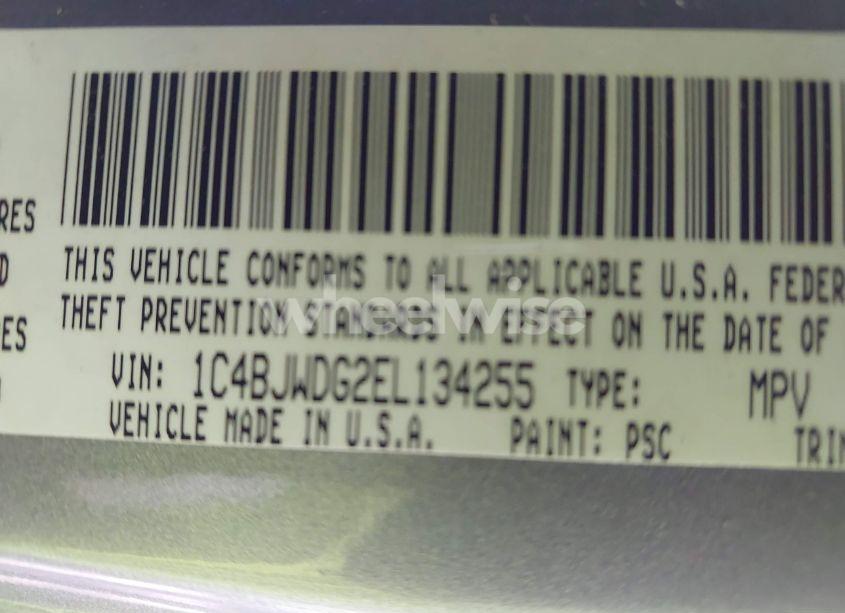 RES
THIS VEHICLE CONFORMS TO ALL APPLICABLE U.S.A. FEDER
D
THEFT PREVENTION STANDARDS IN EFFECT ON THE DATE OF
RES
VIN: 1C4BJWDG2EL134255 TYPE: MPV
VEHICLE MADE IN U.S.A. PAINT: PSC TRIM
wheelwise